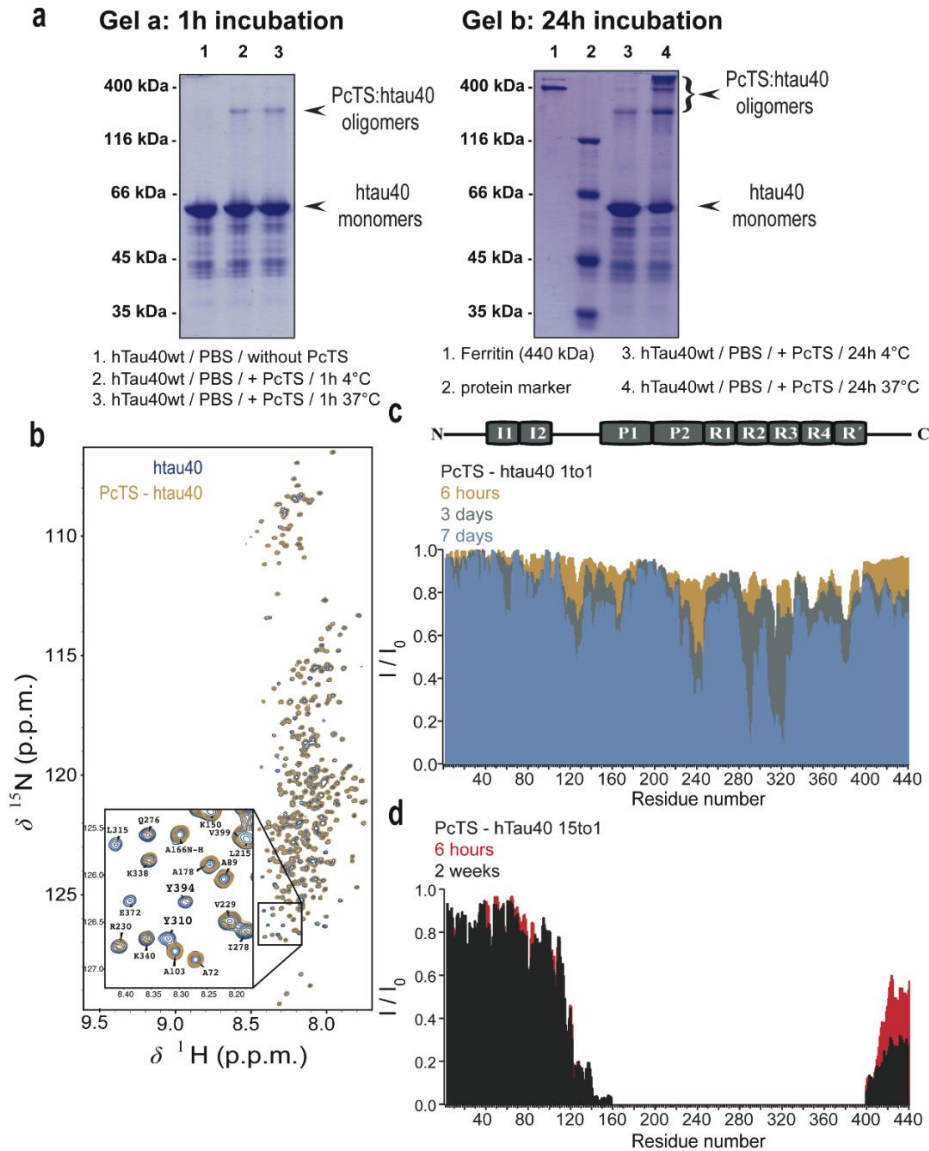 a
Gel a: 1h incubation
1 2 3
400 kDa -
116 kDa -
66 kDa -
45 kDa -
35 kDa -
PcTS:htau40
oligomers
htau40
monomers
1. hTau40wt / PBS / without PcTS
2. hTau40wt / PBS / + PcTS / 1h 4°C
3. hTau40wt / PBS / + PcTS / 1h 37°C
Gel b: 24h incubation
1 2 3 4
400 kDa -
116 kDa -
66 kDa -
45 kDa -
35 kDa -
PcTS:htau40
oligomers
htau40
monomers
1. Ferritin (440 kDa)
2. protein marker
3. hTau40wt / PBS / + PcTS / 24h 4°C
4. hTau40wt / PBS / + PcTS / 24h 37°C
b
htau40
PcTS - htau40
110
115
120
125
δ 15N (p.p.m.)
L315
Q276
K150
V399
A166N-H
L215
K338
A178
A89
E372
Y394
V229
R230
Y310
K340
A103
A72
I278
125.5
126.0
126.5
127.0
8.40 8.35 8.30 8.25 8.20
9.5 9.0 8.5 8.0
δ 1H (p.p.m.)
c
N I1 I2 P1 P2 R1 R2 R3 R4 R´ C
PcTS - htau40 1to1
6 hours
3 days
7 days
1.0
0.8
0.6
0.4
0.2
0.0
I / I0
40 80 120 160 200 240 280 320 360 400 440
Residue number
d
PcTS - hTau40 15to1
6 hours
2 weeks
1.0
0.8
0.6
0.4
0.2
0.0
I / I0
40 80 120 160 200 240 280 320 360 400 440
Residue number